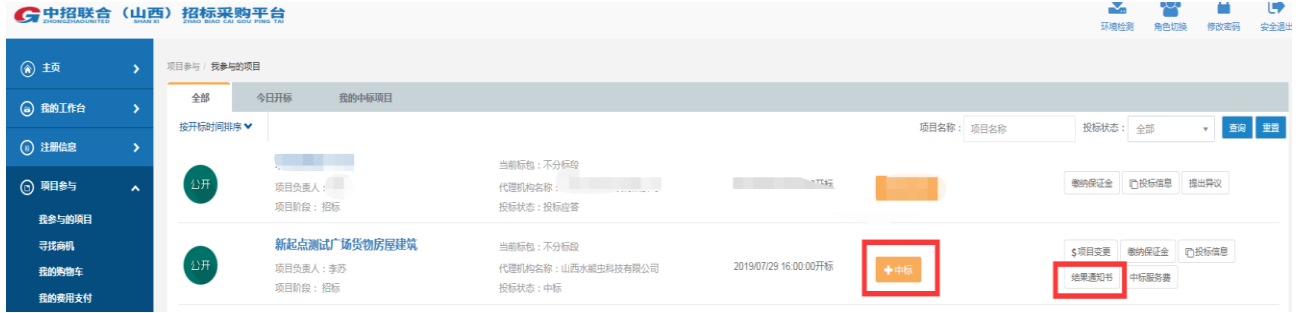 中招联合（山西）招标采购平台
ZHONGZHAOUNITED SHAN XI ZHAO BIAO CAI GOU PING TAI
环境检测 角色切换 修改密码 安全退出
主页
我的工作台
注册信息
项目参与
我参与的项目
寻找商机
我的购物车
我的费用支付
项目参与 / 我参与的项目
全部 今日开标 我的中标项目
按开标时间排序 项目名称： 项目名称 投标状态： 全部 查询 重置
公开
项目负责人：
项目阶段： 招标
当前标包：不分标段
代理机构名称：
投标状态：投标应答
缴纳保证金 投标信息 提出异议
公开
新起点测试广场货物房屋建筑
项目负责人：李苏
项目阶段： 招标
当前标包：不分标段
代理机构名称：山西水能虫科技有限公司
投标状态：中标
2019/07/29 16:00:00开标
+中标
$项目变更 缴纳保证金 投标信息
结果通知书 中标服务费